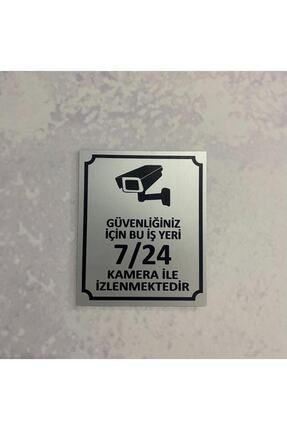 GÜVENLİĞİNİZ
İÇİN BU İŞ YERİ
7/24
KAMERA İLE
İZLENMEKTEDİR